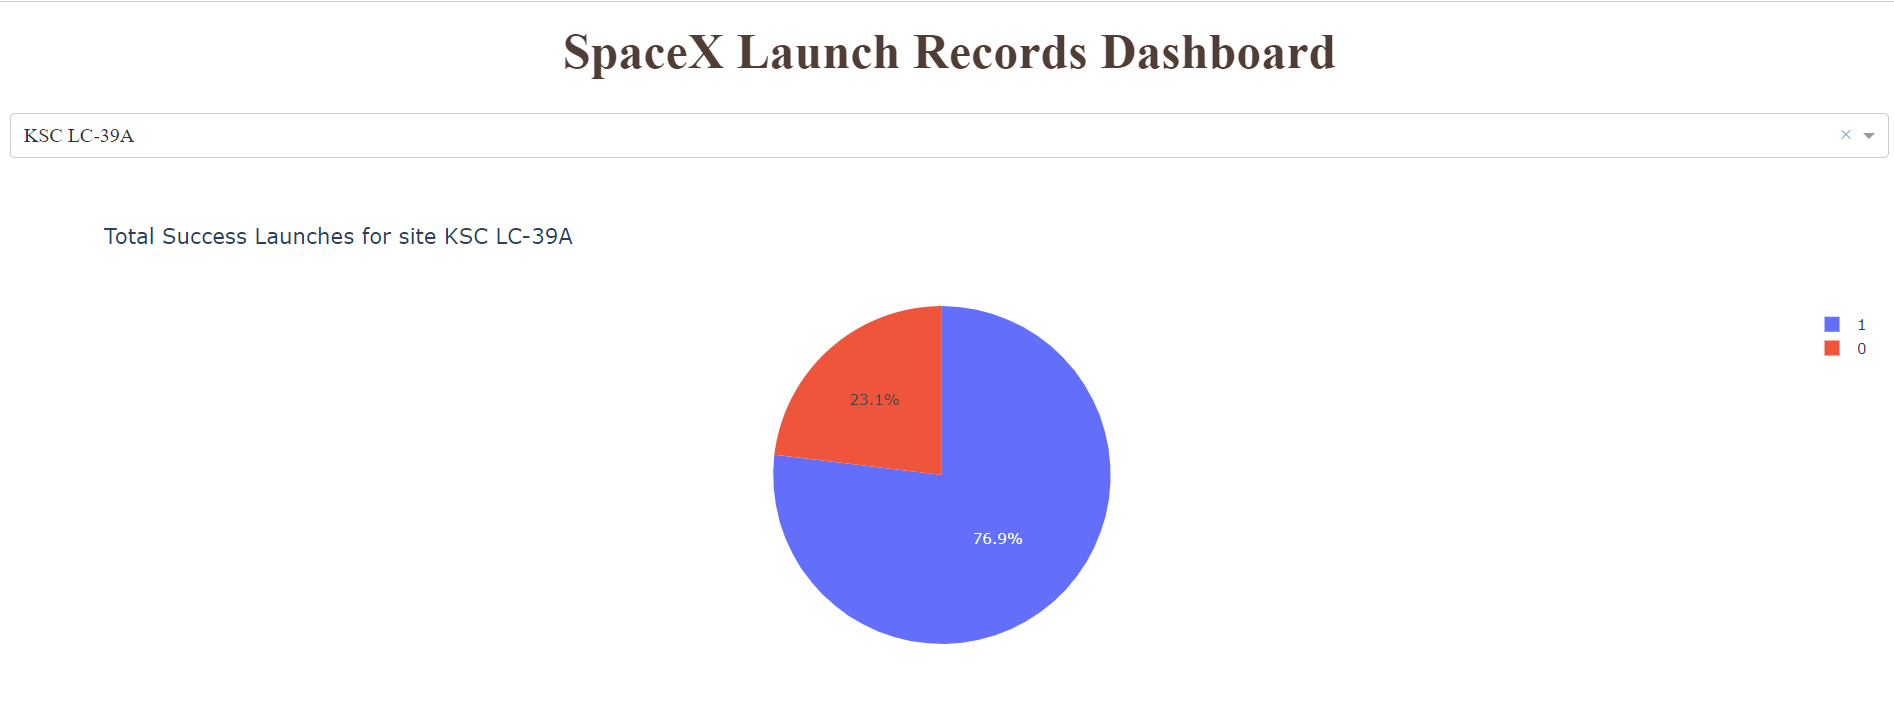 SpaceX Launch Records Dashboard
KSC LC-39A
×
Total Success Launches for site KSC LC-39A
1
0
23.1%
76.9%